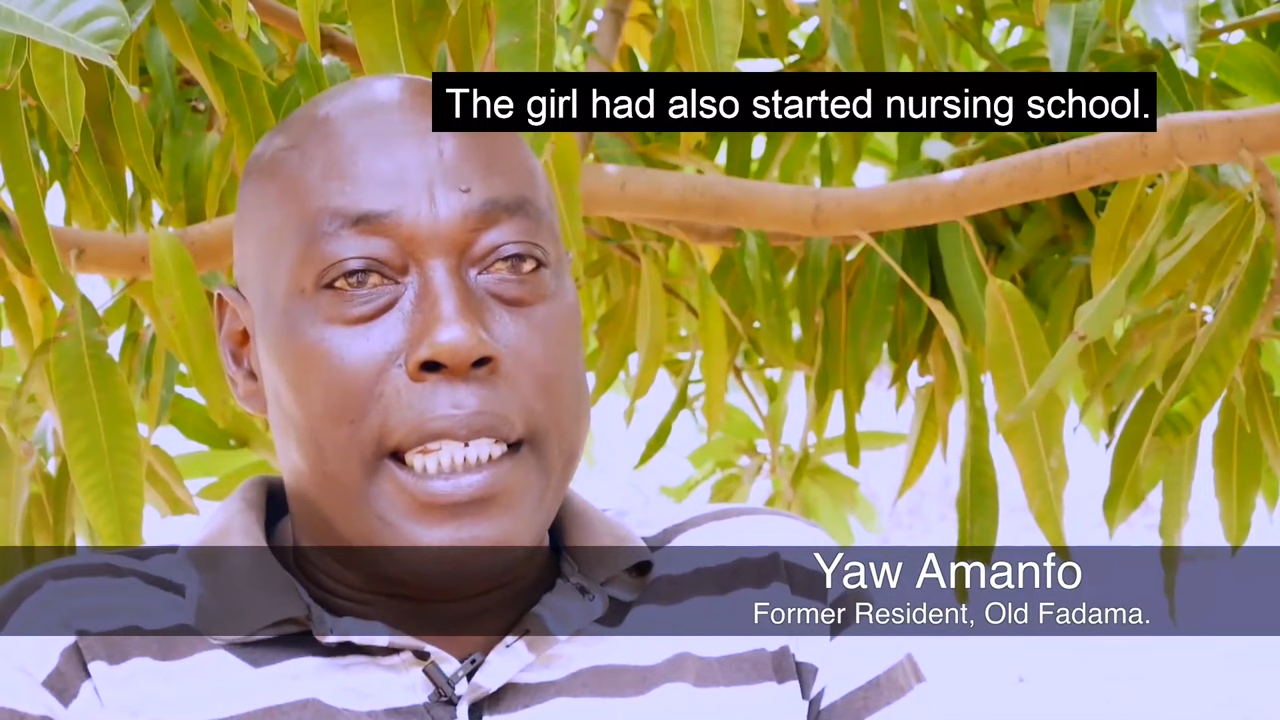 The girl had also started nursing school.
Yaw Amanfo
Former Resident, Old Fadama.